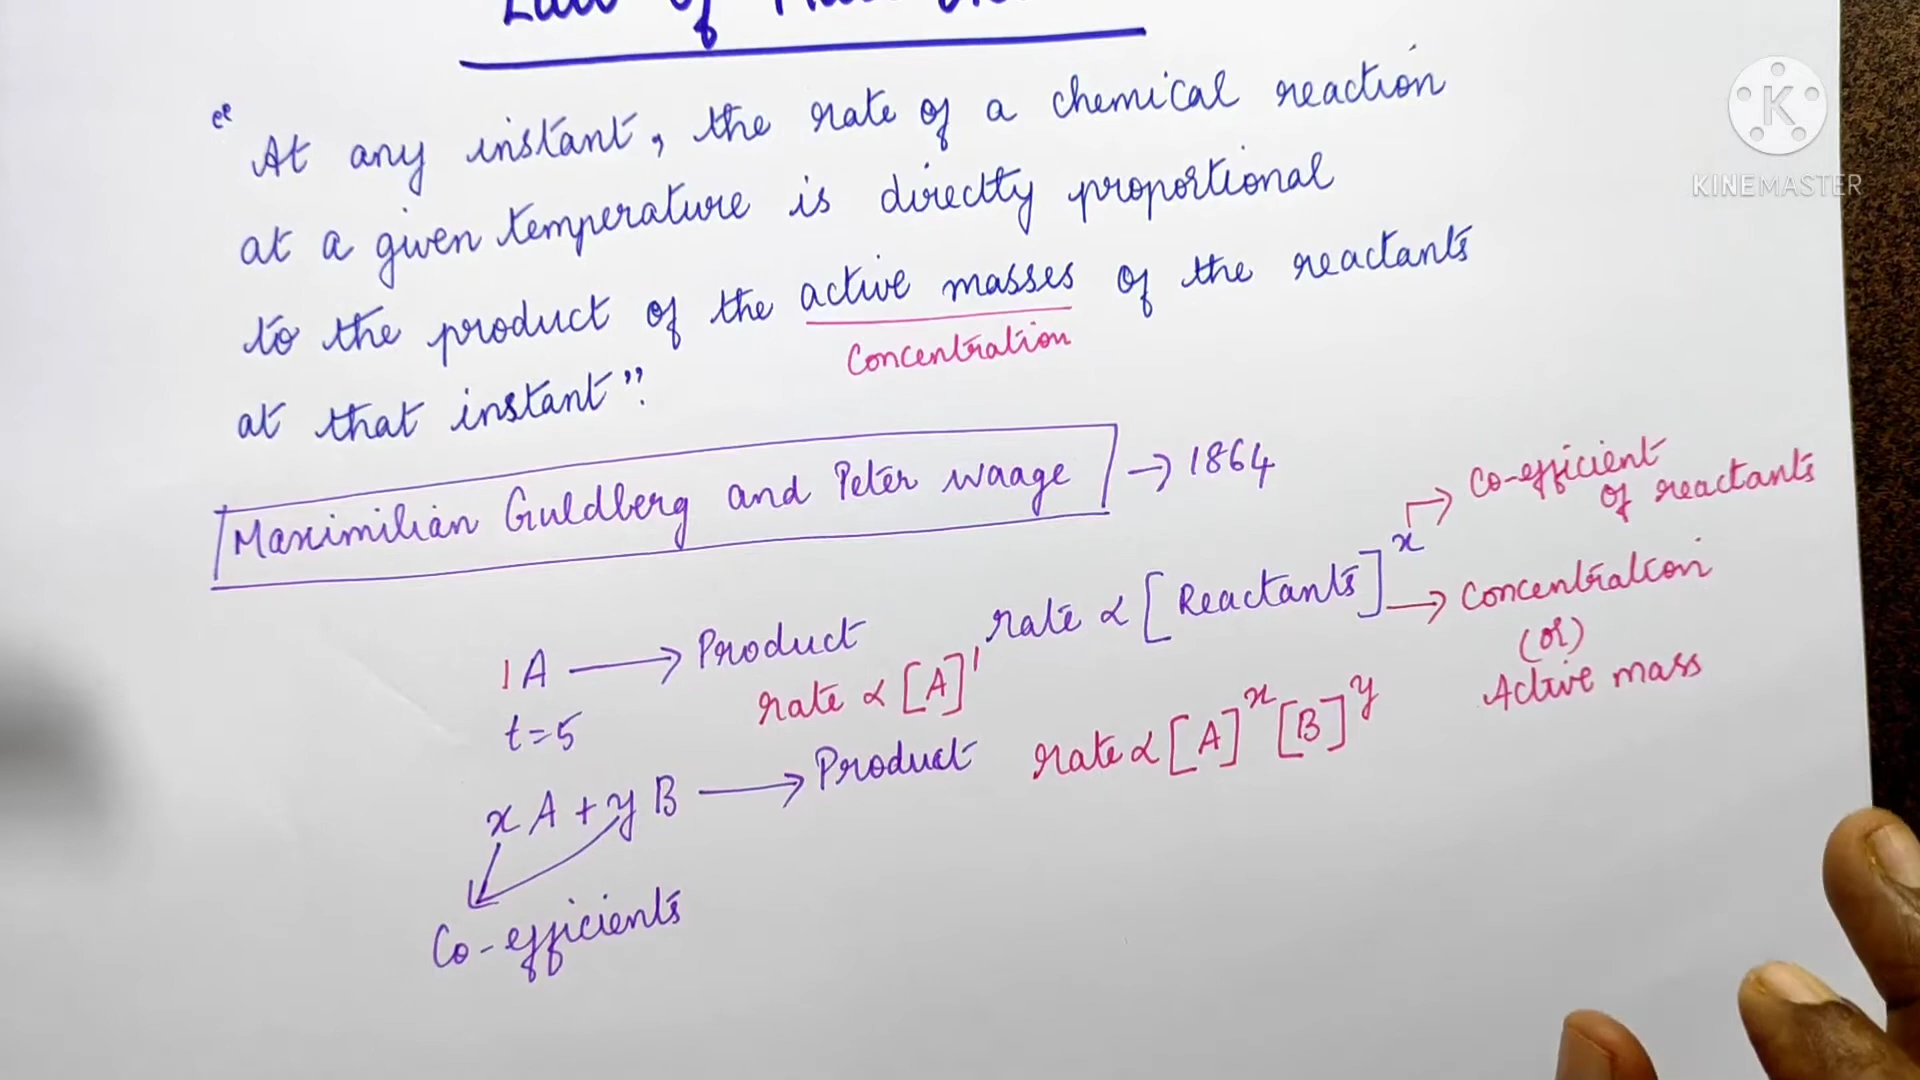 Law of
"At any instant, the rate of a chemical reaction
at a given temperature is directly proportional
to the product of the active masses of the reactants
Concentration
at that instant".
Maximilian Guldberg and Peter waage → 1864
Co-efficient
of reactants
1A ⟶ Product rate ∝ [Reactants]^x → Concentration
(or)
Active mass
t=5 rate ∝ [A]^1
xA + yB ⟶ Product rate ∝ [A]^x [B]^y
Co-efficients
K
KINEMASTER